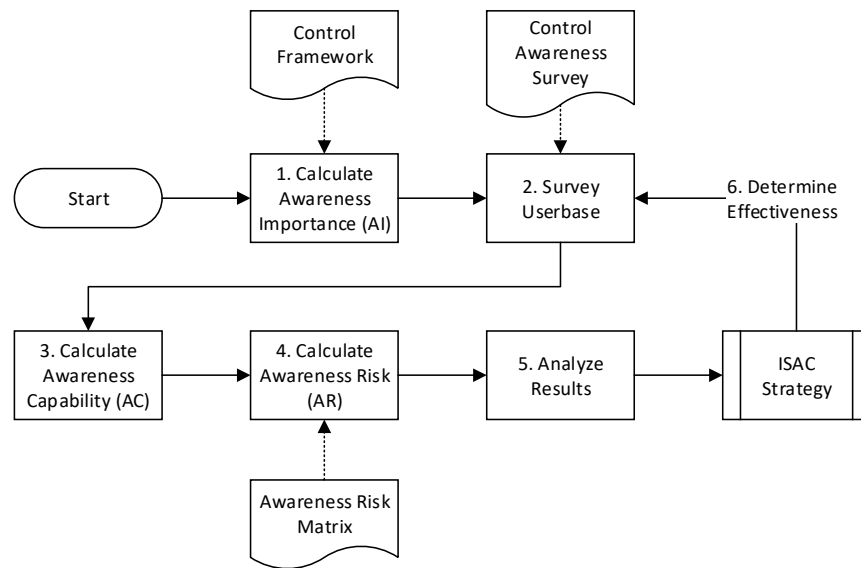 Control
Framework
Control
Awareness
Survey
Start
1. Calculate
Awareness
Importance (AI)
2. Survey
Userbase
6. Determine
Effectiveness
3. Calculate
Awareness
Capability (AC)
4. Calculate
Awareness Risk
(AR)
5. Analyze
Results
ISAC
Strategy
Awareness Risk
Matrix